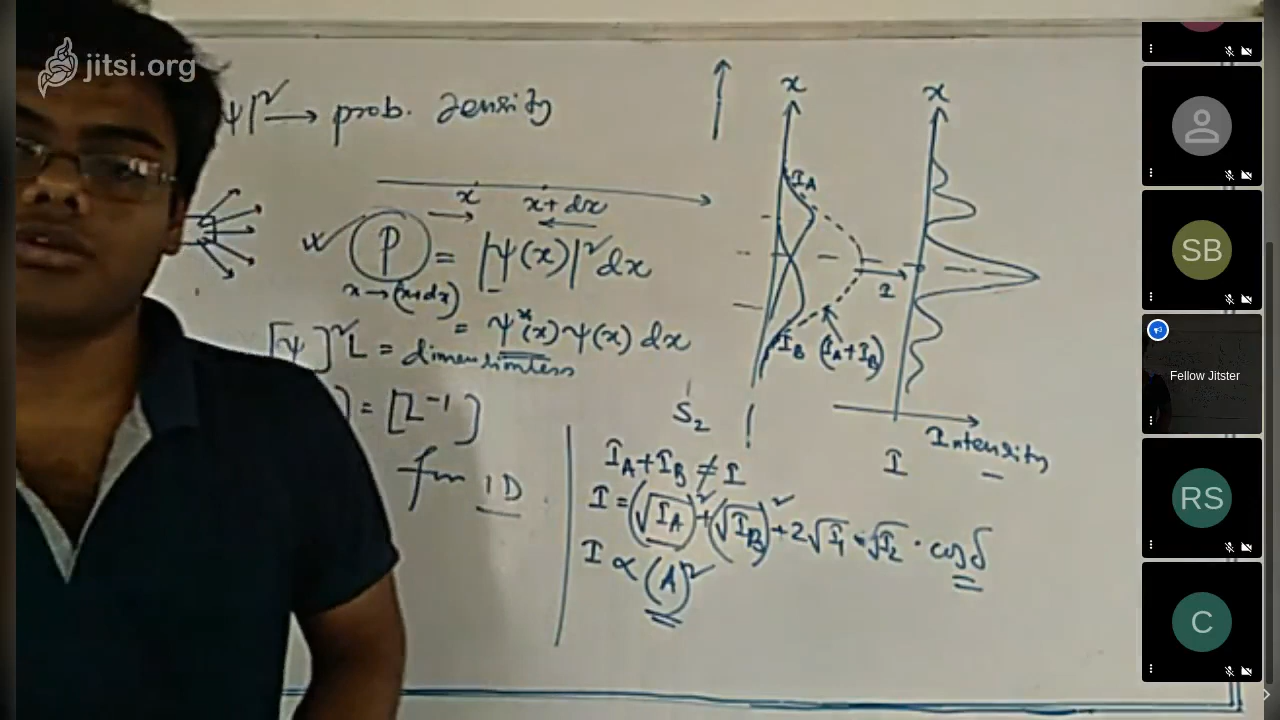 jitsi.org
ψ|² → prob. density
x x+dx
P = |ψ(x)|² dx
x→(x+dx)
= ψ*(x)ψ(x) dx
[ψ]² L = dimensionless
] = [L⁻¹]
for 1D
x
I_A
I_B (I_A+I_B)
x
Intensity
I
S₂
I_A+I_B ≠ I
I = (√I_A)² + (√I_B)² + 2√I₁ · √I₂ · cos δ
I ∝ (A)²
SB
Fellow Jitster
RS
C